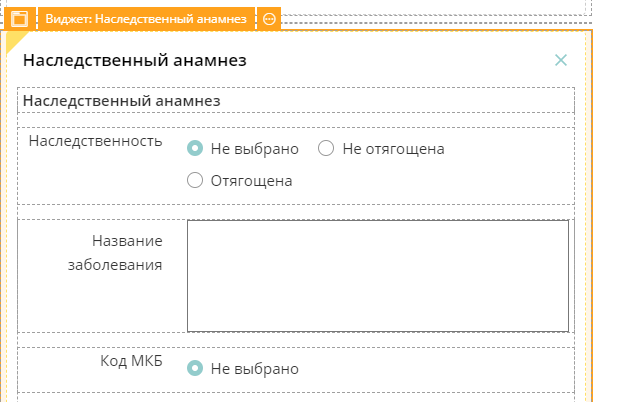 Виджет: Наследственный анамнез
Наследственный анамнез
Наследственный анамнез
Наследственность
Не выбрано Не отягощена
Отягощена
Название
заболевания
Код МКБ
Не выбрано